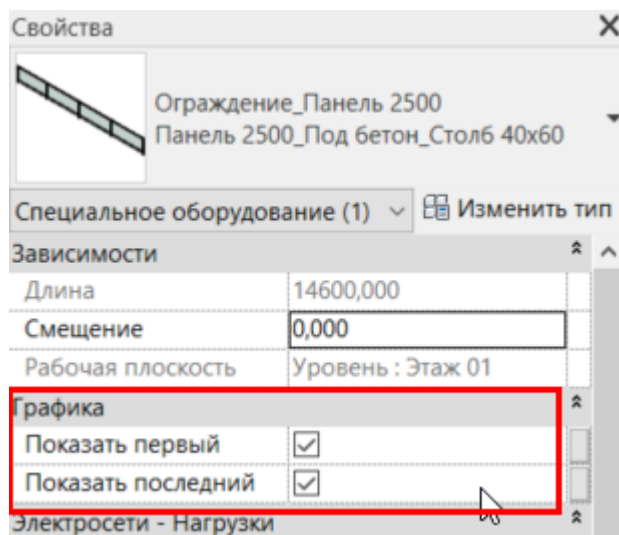 Свойства
Ограждение_Панель 2500
Панель 2500_Под бетон_Столб 40х60
Специальное оборудование (1) Изменить тип
Зависимости
Длина 14600,000
Смещение 0,000
Рабочая плоскость Уровень : Этаж 01
Графика
Показать первый
Показать последний
Электросети - Нагрузки